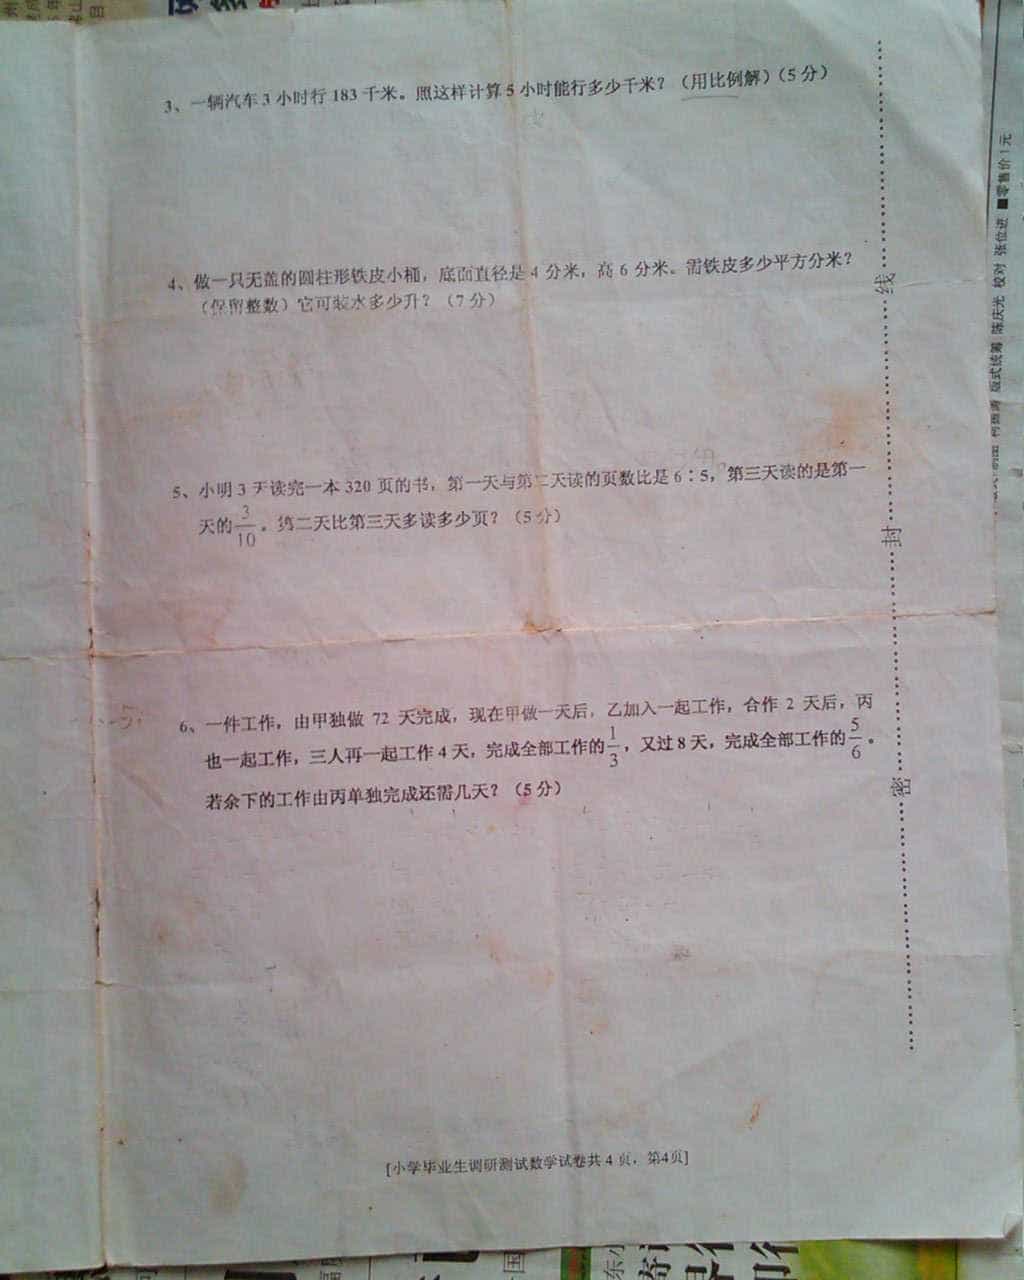 3、一辆汽车3小时行183千米。照这样计算5小时能行多少千米？（用比例解）（5分）
4、做一只无盖的圆柱形铁皮小桶，底面直径是4分米，高6分米。需铁皮多少平方分米？
（保留整数）它可装水多少升？（7分）
5、小明3天读完一本320页的书，第一天与第二天读的页数比是6：5，第三天读的是第一
天的3/10。第二天比第三天多读多少页？（5分）
6、一件工作，由甲独做72天完成，现在甲做一天后，乙加入一起工作，合作2天后，丙
也一起工作，三人再一起工作4天，完成全部工作的1/3，又过8天，完成全部工作的5/6。
若余下的工作由丙单独完成还需几天？（5分）
[小学毕业生调研测试数学试卷共4页，第4页]
线
封
密
■零售价1元
校对 张位进